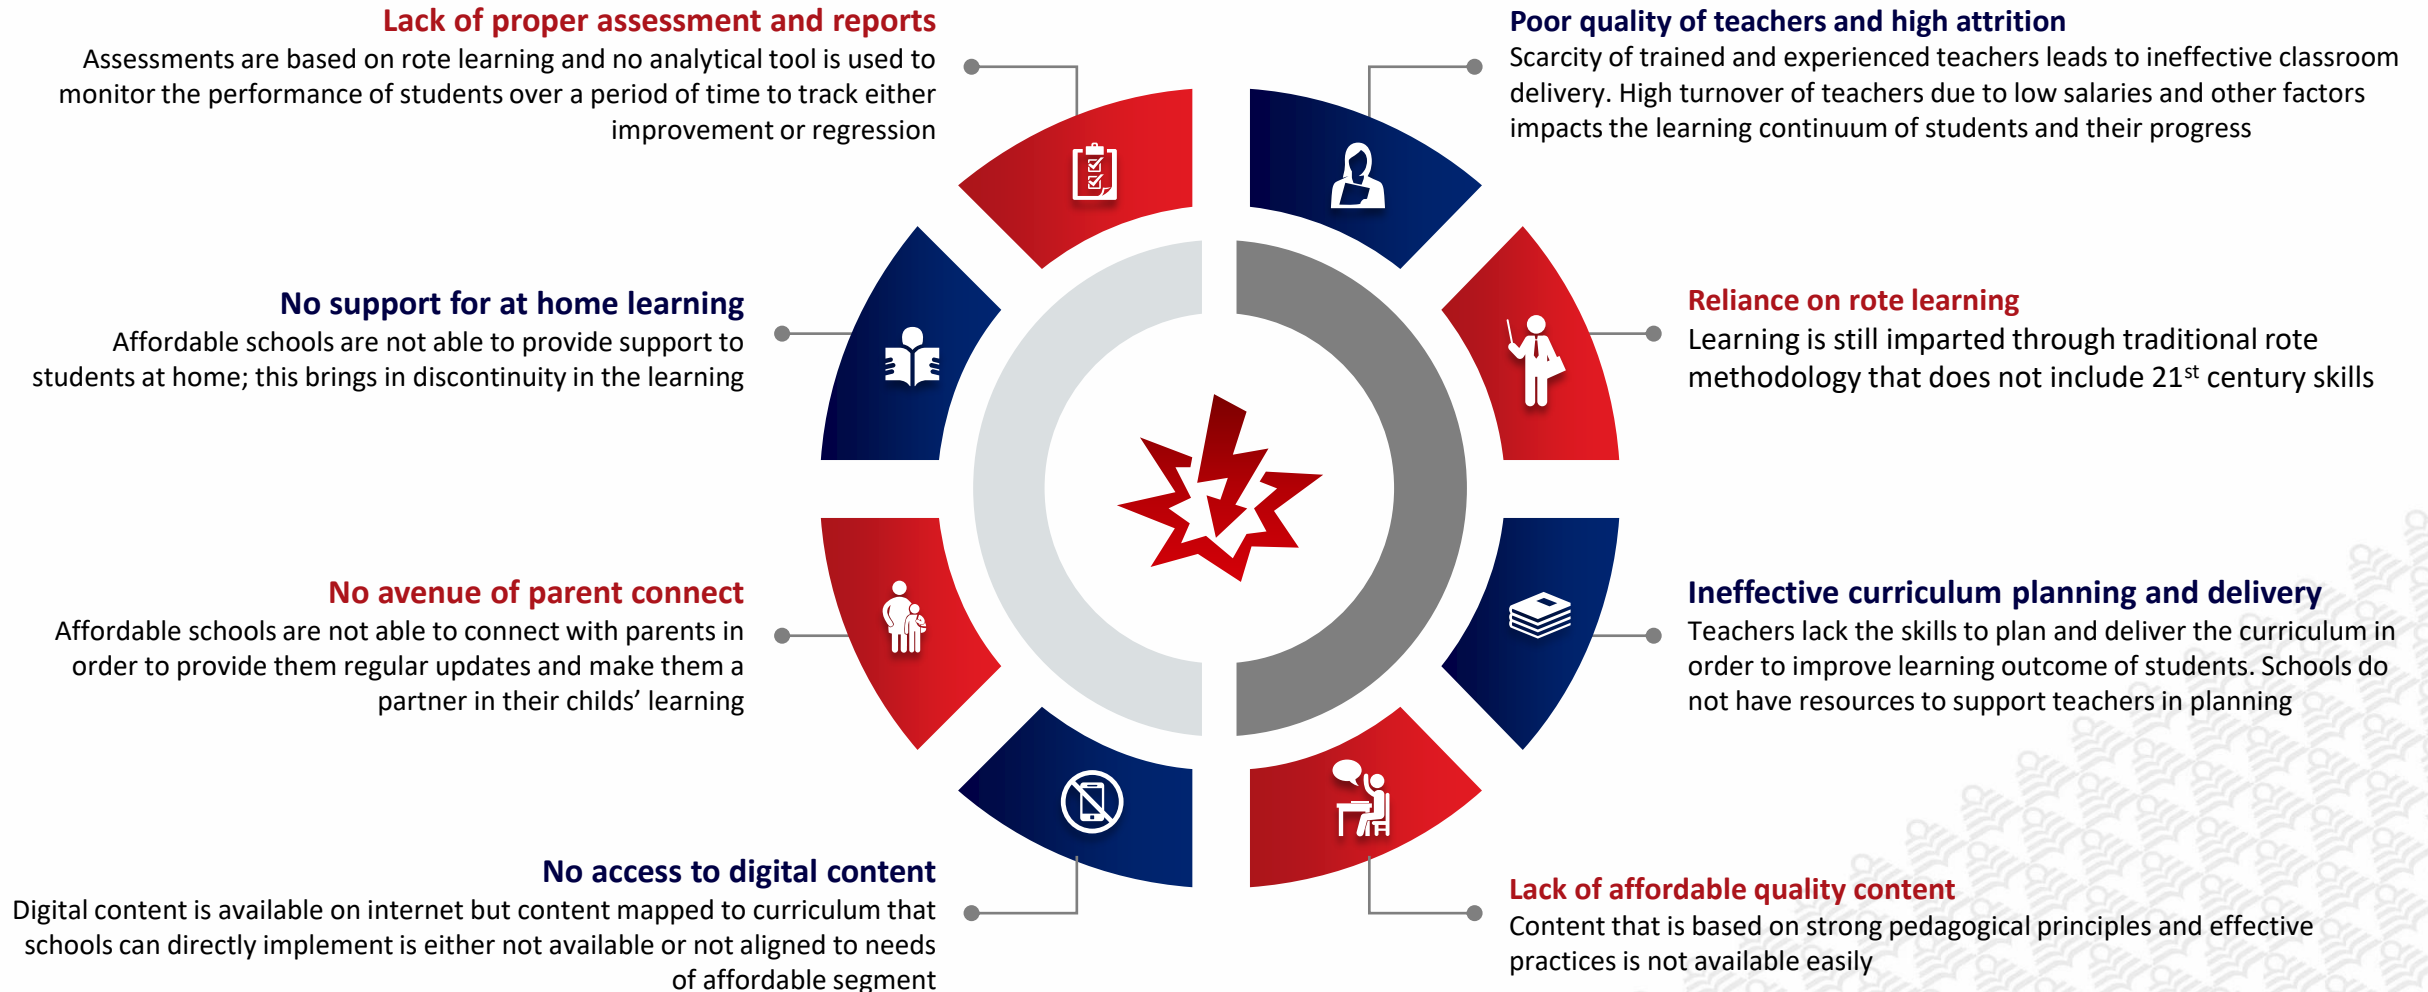 Lack of proper assessment and reports
Assessments are based on rote learning and no analytical tool is used to
monitor the performance of students over a period of time to track either
improvement or regression
Poor quality of teachers and high attrition
Scarcity of trained and experienced teachers leads to ineffective classroom
delivery. High turnover of teachers due to low salaries and other factors
impacts the learning continuum of students and their progress
No support for at home learning
Affordable schools are not able to provide support to
students at home; this brings in discontinuity in the learning
Reliance on rote learning
Learning is still imparted through traditional rote
methodology that does not include 21st century skills
No avenue of parent connect
Affordable schools are not able to connect with parents in
order to provide them regular updates and make them a
partner in their childs' learning
Ineffective curriculum planning and delivery
Teachers lack the skills to plan and deliver the curriculum in
order to improve learning outcome of students. Schools do
not have resources to support teachers in planning
No access to digital content
Digital content is available on internet but content mapped to curriculum that
schools can directly implement is either not available or not aligned to needs
of affordable segment
Lack of affordable quality content
Content that is based on strong pedagogical principles and effective
practices is not available easily